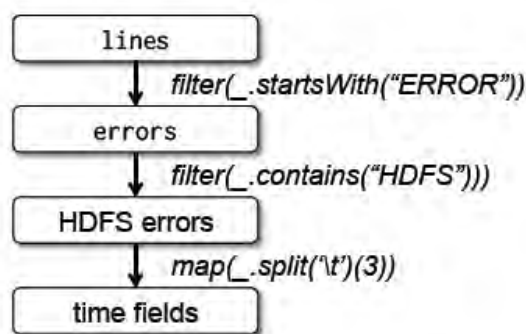 lines
filter(_.startsWith(“ERROR”))
errors
filter(_.contains(“HDFS”)))
HDFS errors
map(_.split(‘\t’)(3))
time fields